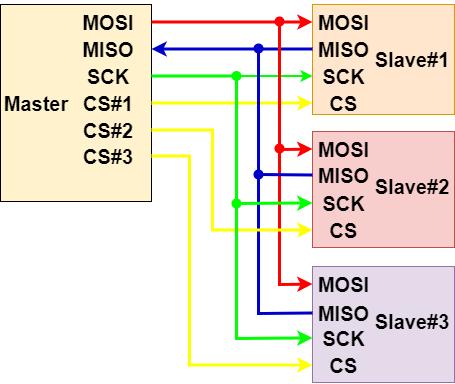 Master
MOSI
MISO
SCK
CS#1
CS#2
CS#3
MOSI
MISO
SCK
CS
Slave#1
MOSI
MISO
SCK
CS
Slave#2
MOSI
MISO
SCK
CS
Slave#3